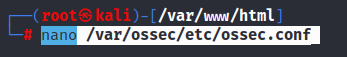 ┌──(root㉿kali)-[/var/www/html]
└─# nano /var/ossec/etc/ossec.conf